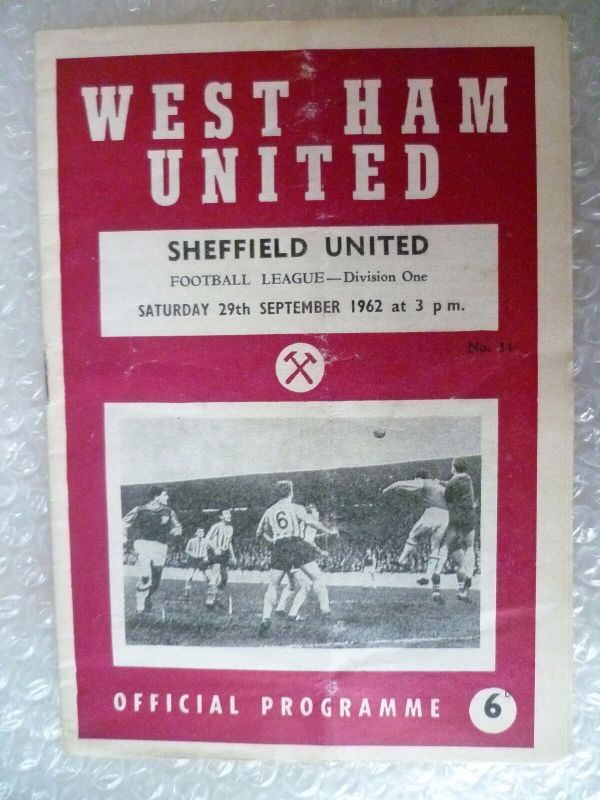 WEST HAM
UNITED
SHEFFIELD UNITED
FOOTBALL LEAGUE—Division One
SATURDAY 29th SEPTEMBER 1962 at 3 p m.
No. 11
6
OFFICIAL PROGRAMME
6D